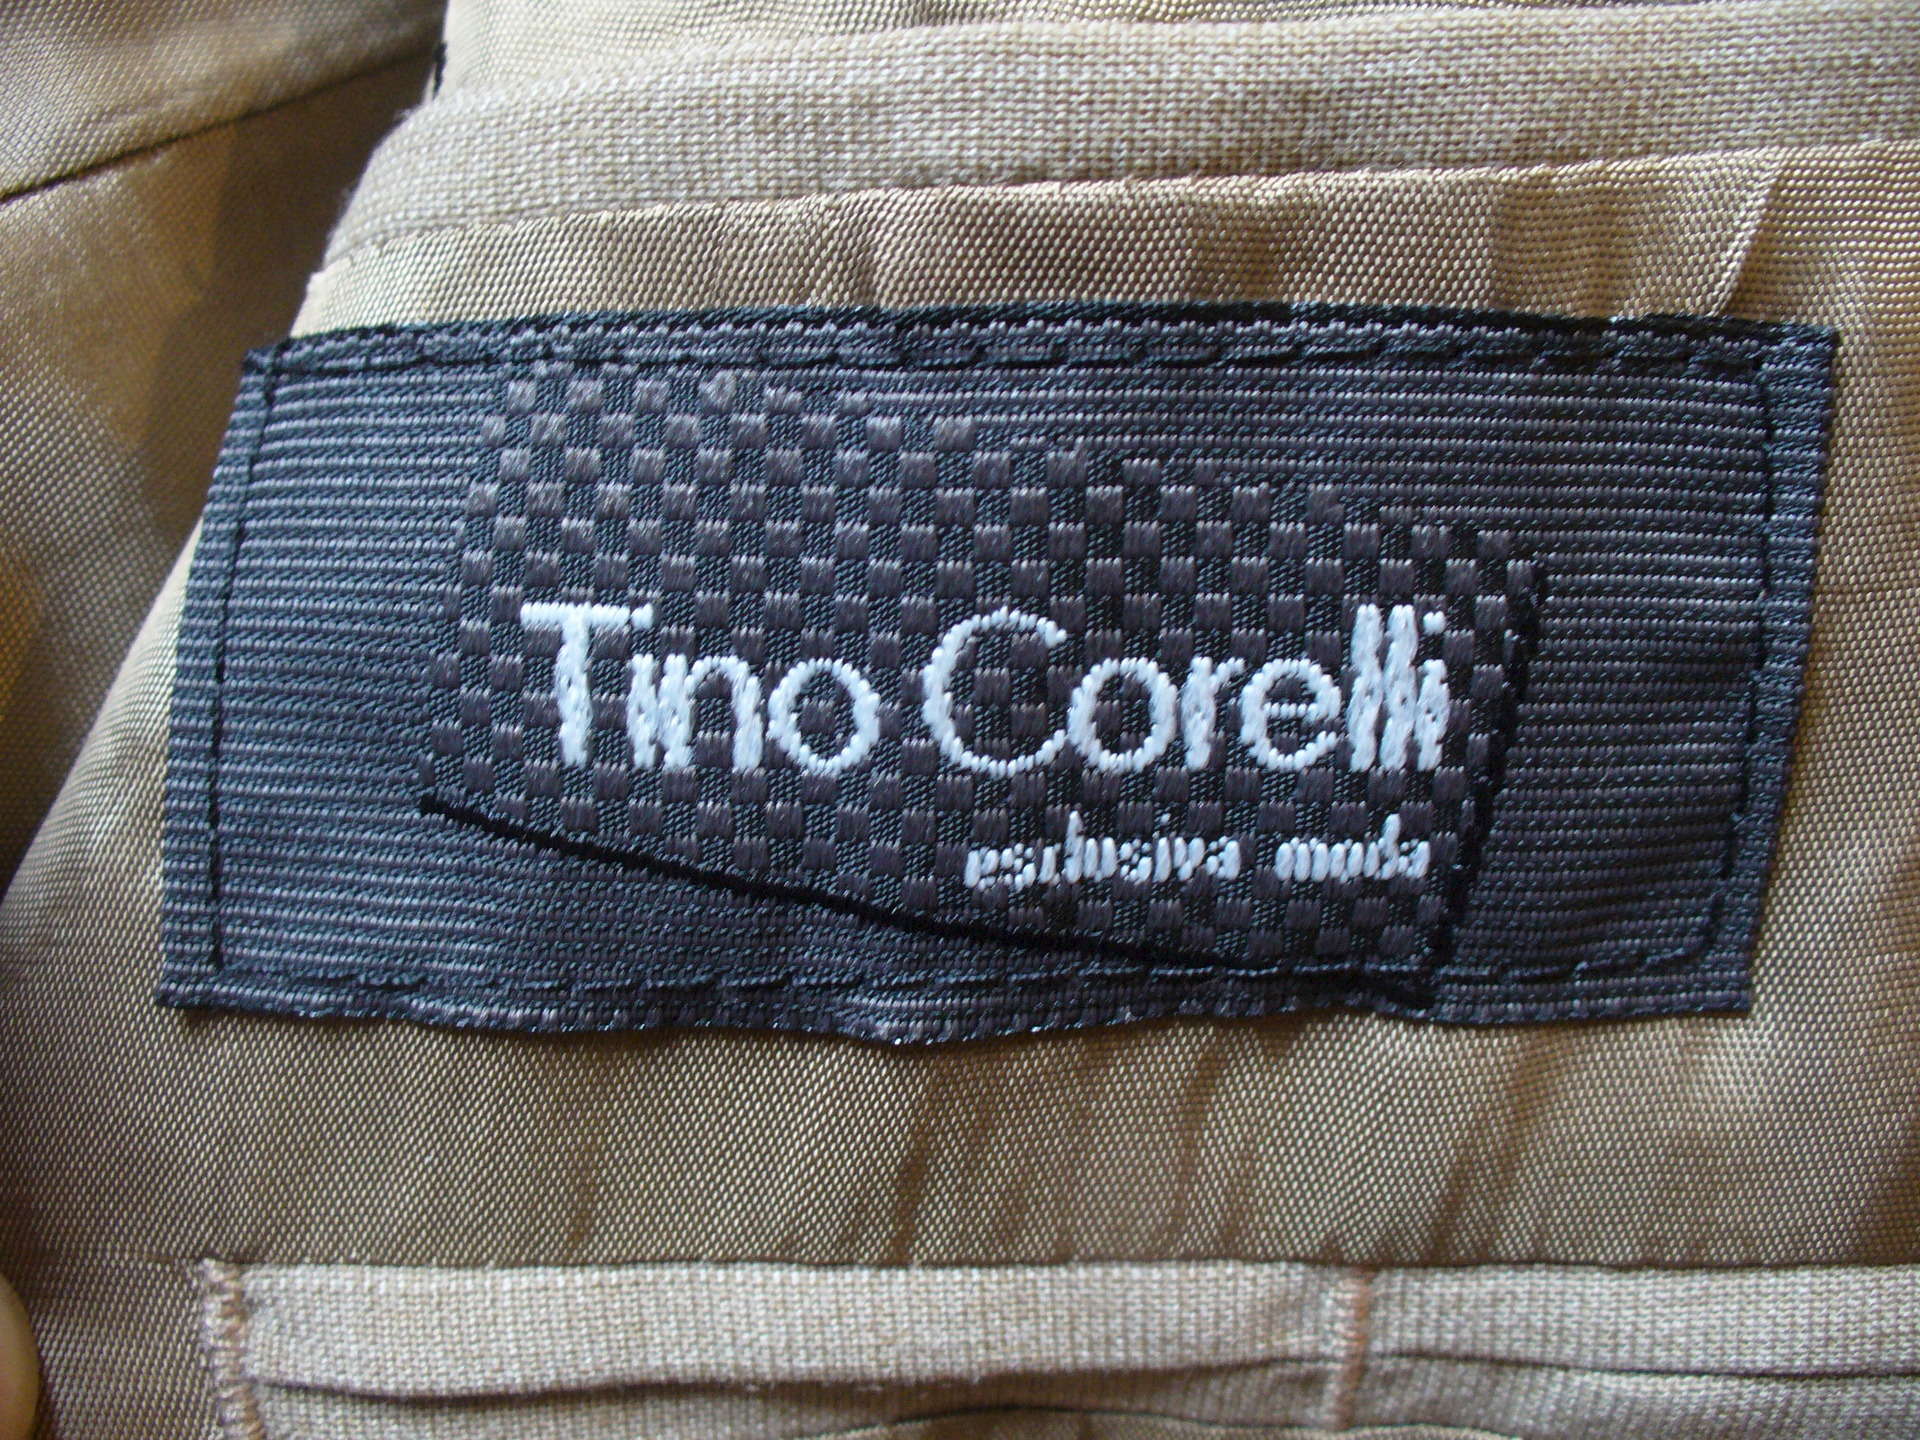 Tino Corelli
esclusiva moda